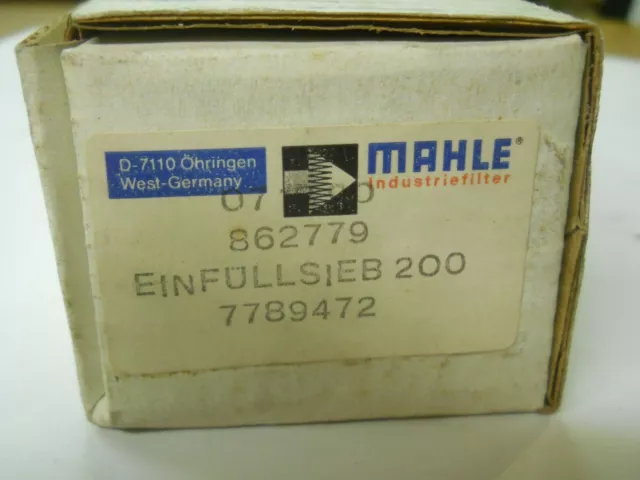 D-7110 Öhringen
West-Germany
MAHLE®
Industriefilter
862779
EINFÜLLSIEB 200
7789472